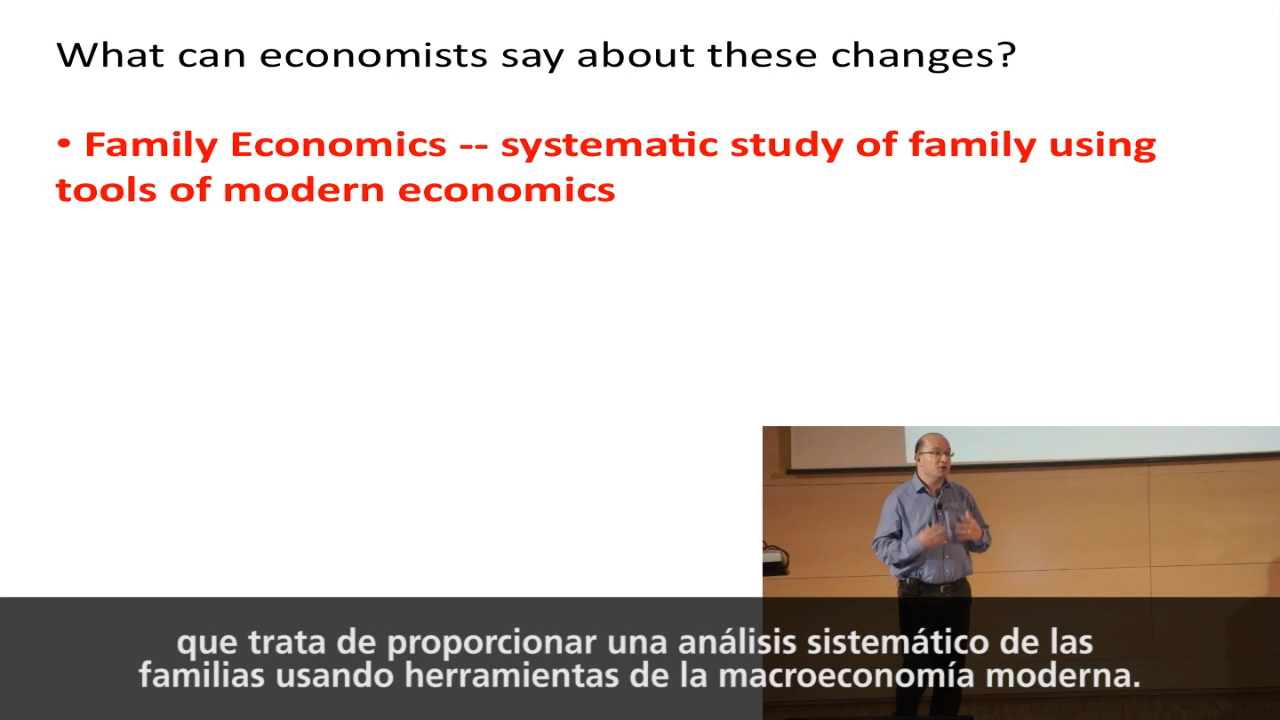 What can economists say about these changes?
• Family Economics -- systematic study of family using
tools of modern economics
que trata de proporcionar una análisis sistemático de las
familias usando herramientas de la macroeconomía moderna.